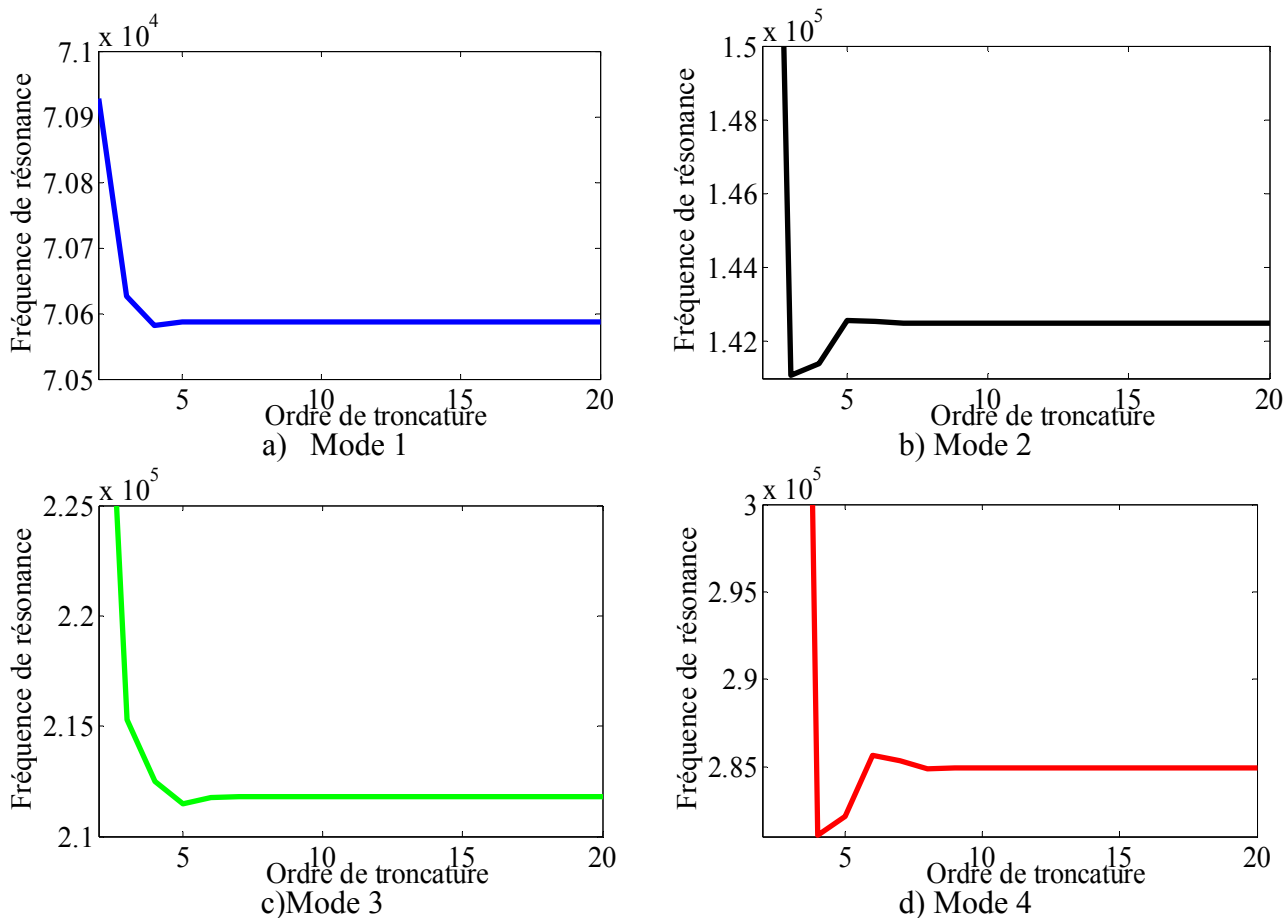 x 10^4
7.1
7.09
7.08
7.07
7.06
7.05
5
10
15
20
Fréquence de résonance
Ordre de troncature
a) Mode 1
x 10^5
1.5
1.48
1.46
1.44
1.42
5
10
15
20
Fréquence de résonance
Ordre de troncature
b) Mode 2
x 10^5
2.25
2.2
2.15
2.1
5
10
15
20
Fréquence de résonance
Ordre de troncature
c)Mode 3
x 10^5
3
2.95
2.9
2.85
5
10
15
20
Fréquence de résonance
Ordre de troncature
d) Mode 4